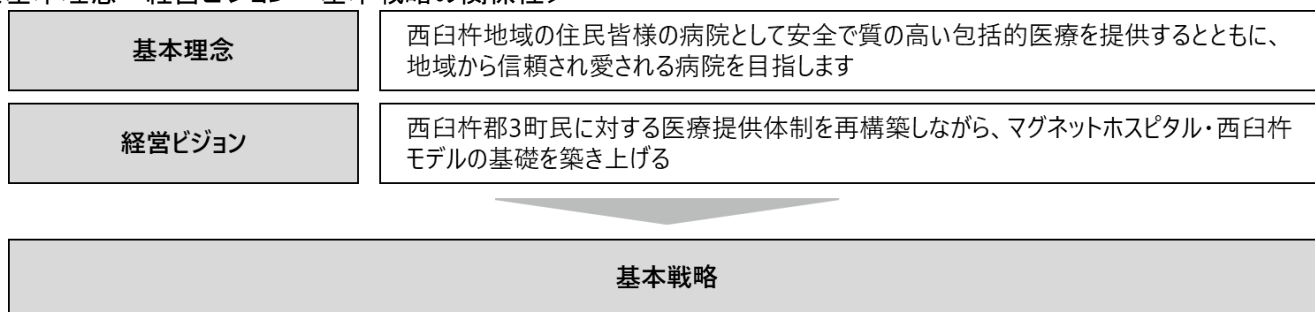 基本理念
西臼杵地域の住民皆様の病院として安全で質の高い包括的医療を提供するとともに、
地域から信頼され愛される病院を目指します
経営ビジョン
西臼杵郡3町民に対する医療提供体制を再構築しながら、マグネットホスピタル・西臼杵
モデルの基礎を築き上げる
基本戦略